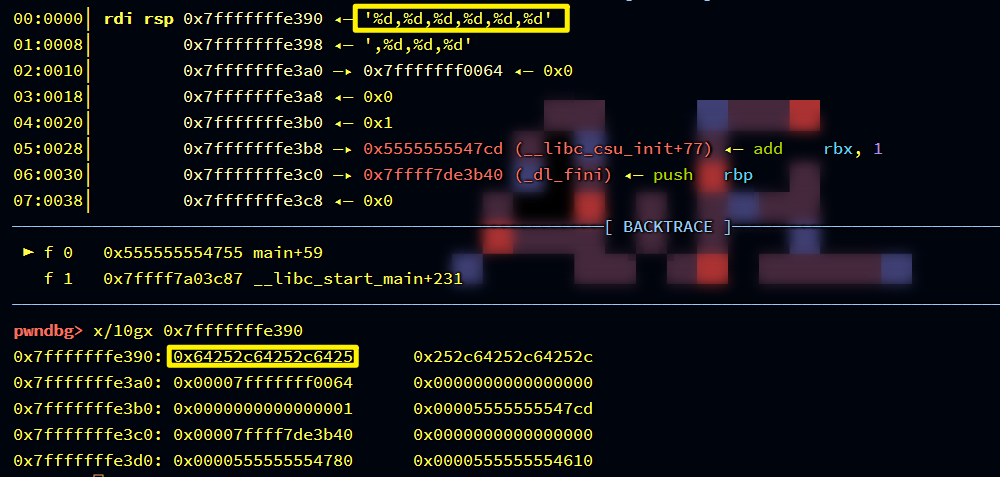 00:0000│ rdi rsp 0x7fffffffe390 ◂— '%d,%d,%d,%d,%d,%d'
01:0008│ 0x7fffffffe398 ◂— ',%d,%d,%d'
02:0010│ 0x7fffffffe3a0 —▸ 0x7fffffff0064 ◂— 0x0
03:0018│ 0x7fffffffe3a8 ◂— 0x0
04:0020│ 0x7fffffffe3b0 ◂— 0x1
05:0028│ 0x7fffffffe3b8 —▸ 0x5555555547cd (__libc_csu_init+77) ◂— add rbx, 1
06:0030│ 0x7fffffffe3c0 —▸ 0x7ffff7de3b40 (_dl_fini) ◂— push rbp
07:0038│ 0x7fffffffe3c8 ◂— 0x0
[ BACKTRACE ]
► f 0 0x555555554755 main+59
f 1 0x7ffff7a03c87 __libc_start_main+231
pwndbg> x/10gx 0x7fffffffe390
0x7fffffffe390: 0x64252c64252c6425 0x252c64252c64252c
0x7fffffffe3a0: 0x00007fffffff0064 0x0000000000000000
0x7fffffffe3b0: 0x0000000000000001 0x00005555555547cd
0x7fffffffe3c0: 0x00007ffff7de3b40 0x0000000000000000
0x7fffffffe3d0: 0x0000555555554780 0x0000555555554610